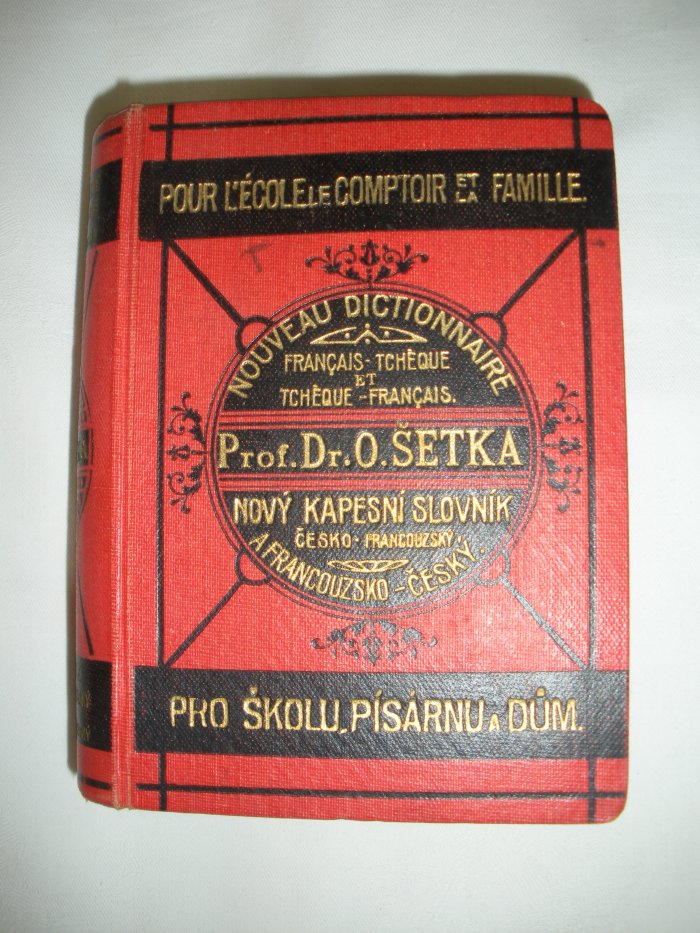 POUR L'ÉCOLE LE COMPTOIR ET LA FAMILLE.
NOUVEAU DICTIONNAIRE
FRANÇAIS-TCHÈQUE
ET
TCHÈQUE-FRANÇAIS.
Prof. Dr. O. ŠETKA
NOVÝ KAPESNÍ SLOVNÍK
ČESKO-FRANCOUZSKÝ
A FRANCOUZSKO-ČESKÝ.
PRO ŠKOLU, PÍSÁRNU A DŮM.